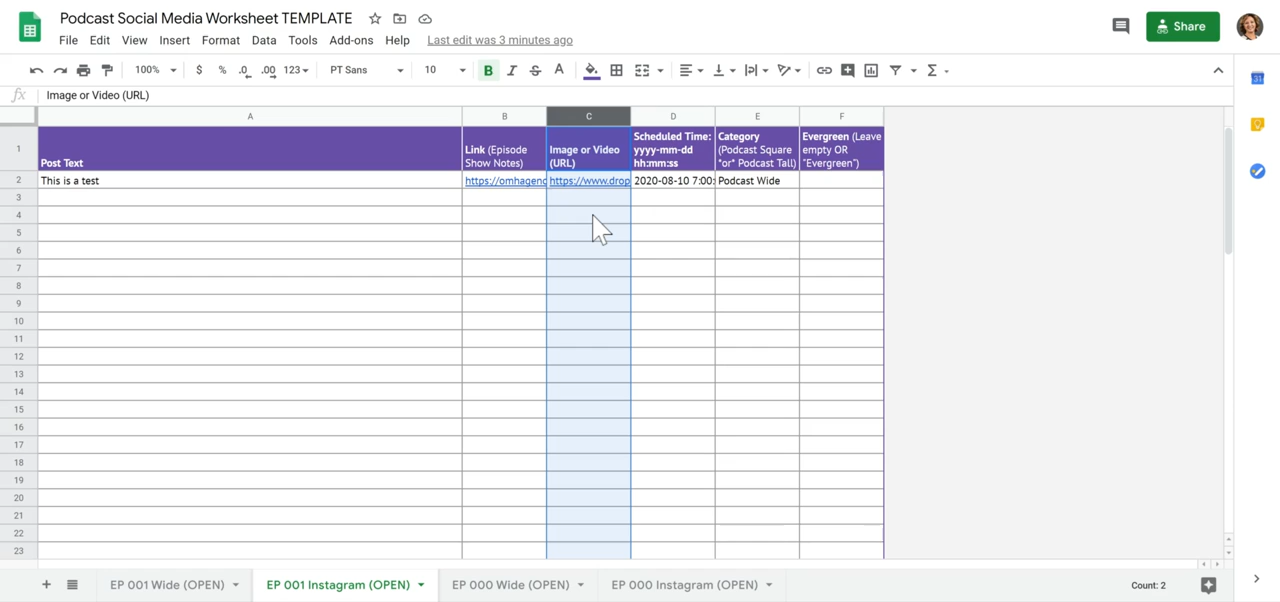 Podcast Social Media Worksheet TEMPLATE
File Edit View Insert Format Data Tools Add-ons Help Last edit was 3 minutes ago
Share
100% $ % .0 .00 123 PT Sans 10 B I S A
fx Image or Video (URL)
A B C D E F
1
Post Text
Link (Episode
Show Notes)
Image or Video
(URL)
Scheduled Time:
yyyy-mm-dd
hh:mm:ss
Category
(Podcast Square
*or* Podcast Tall)
Evergreen (Leave
empty OR
"Evergreen")
2 This is a test https://omhagend https://www.drop 2020-08-10 7:00: Podcast Wide
3
4
5
6
7
8
9
10
11
12
13
14
15
16
17
18
19
20
21
22
23
EP 001 Wide (OPEN) EP 001 Instagram (OPEN) EP 000 Wide (OPEN) EP 000 Instagram (OPEN) Count: 2
31